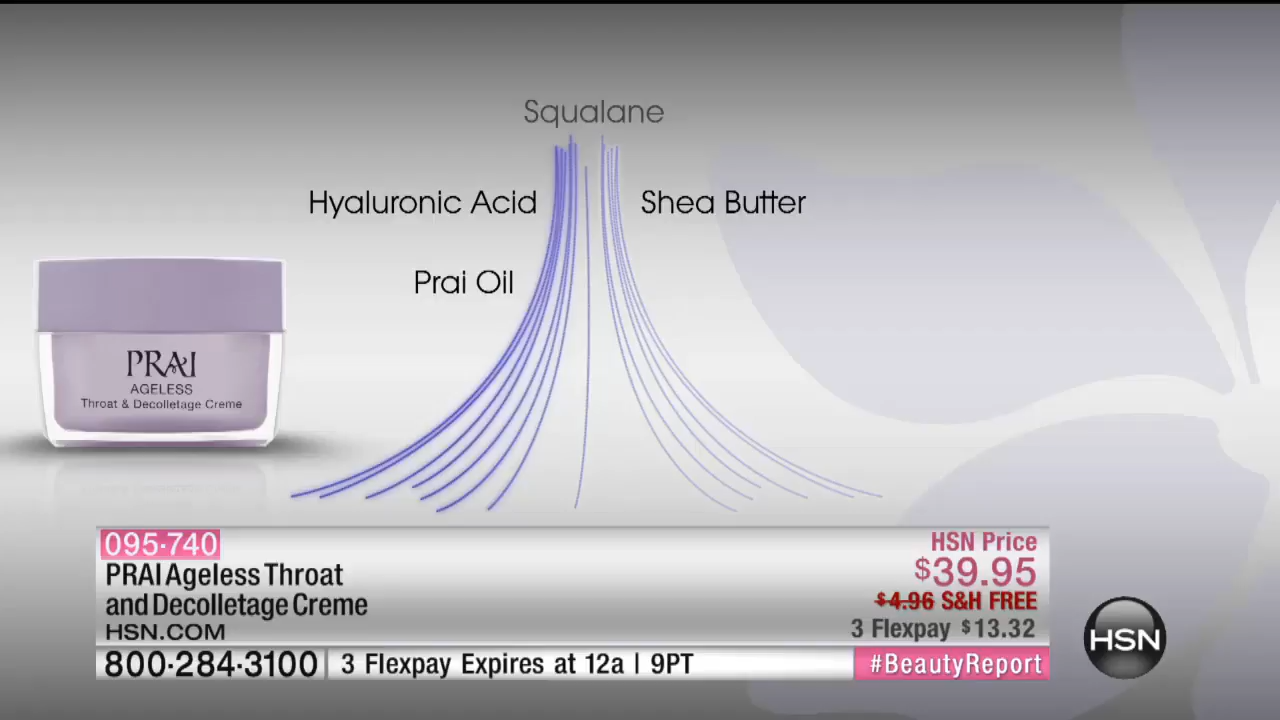 Squalane
Hyaluronic Acid
Shea Butter
Prai Oil
PRAI
AGELESS
Throat & Decolletage Creme
095·740
PRAI Ageless Throat
and Decolletage Creme
HSN.COM
HSN Price
$39.95
$4.96 S&H FREE
3 Flexpay $13.32
800·284·3100
3 Flexpay Expires at 12a | 9PT
#BeautyReport
HSN